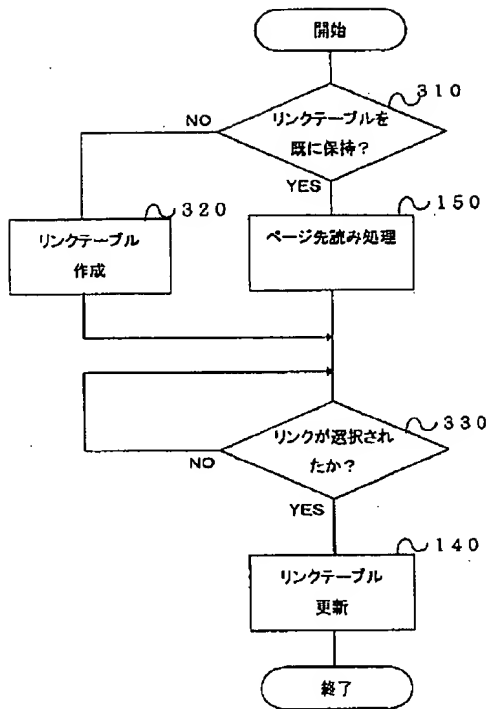 開始
310
リンクテーブルを
既に保持?
NO
YES
320
リンクテーブル
作成
150
ページ先読み処理
330
リンクが選択され
たか?
NO
YES
140
リンクテーブル
更新
終了